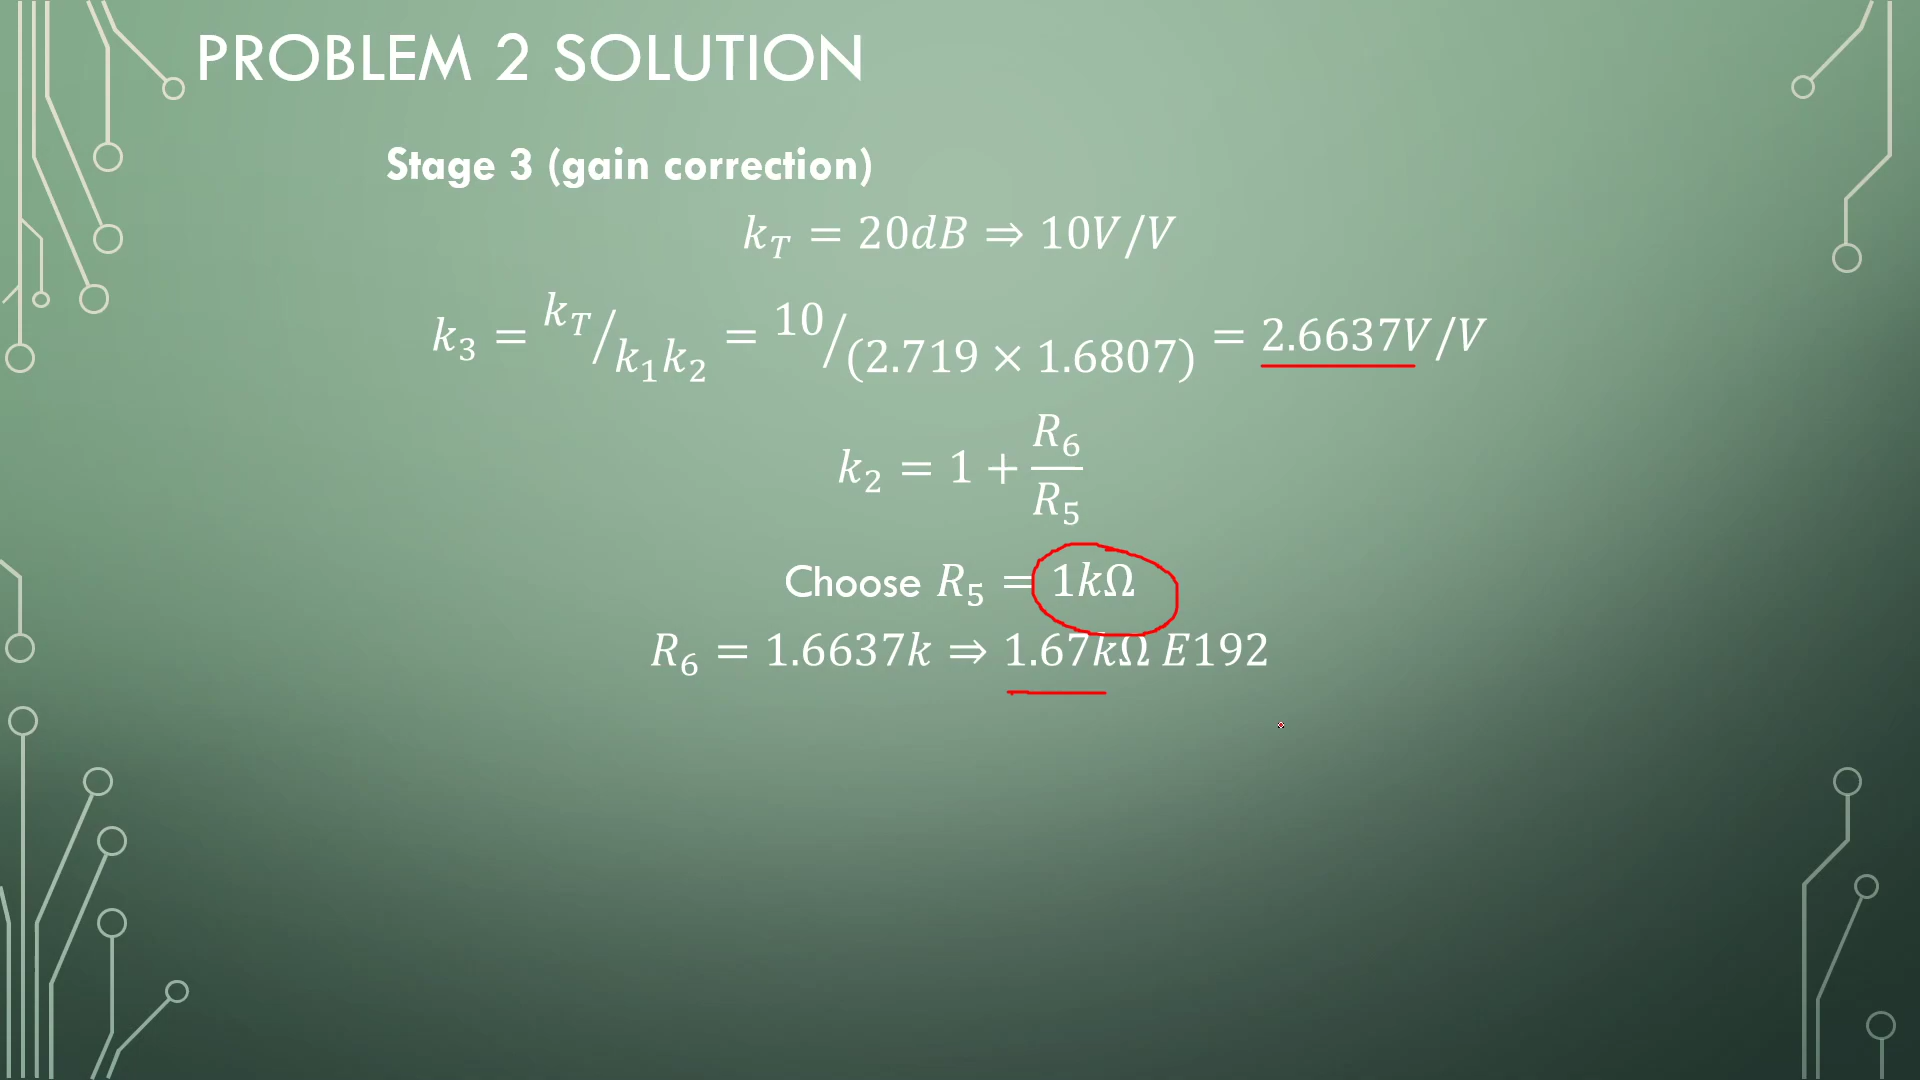 PROBLEM 2 SOLUTION
Stage 3 (gain correction)
k_T = 20dB ⇒ 10V/V
k_3 = k_T/k_1k_2 = 10/(2.719 × 1.6807) = 2.6637V/V
k_2 = 1 + R_6/R_5
Choose R_5 = 1kΩ
R_6 = 1.6637k ⇒ 1.67kΩ E192